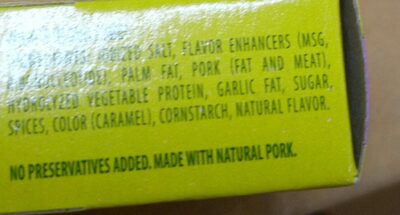 IODIZED SALT, FLAVOR ENHANCERS (MSG,
PALM FAT, PORK (FAT AND MEAT),
HYDROLYZED VEGETABLE PROTEIN, GARLIC FAT, SUGAR,
SPICES, COLOR (CARAMEL), CORNSTARCH, NATURAL FLAVOR.
NO PRESERVATIVES ADDED. MADE WITH NATURAL PORK.